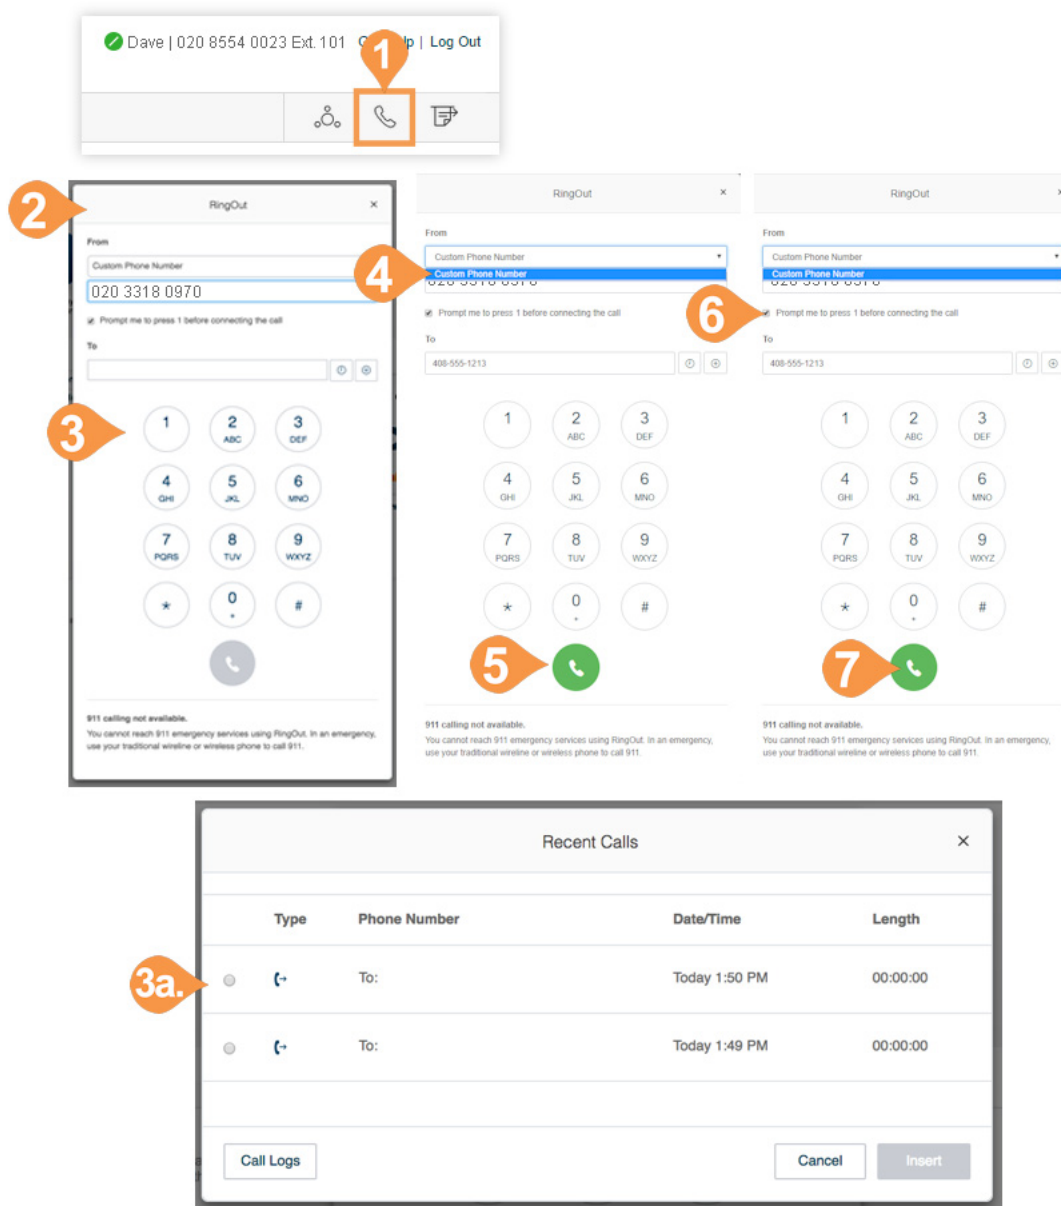 Dave | 020 8554 0023 Ext. 101
| Log Out
1
2
RingOut
×
From
Custom Phone Number
020 3318 0970
Prompt me to press 1 before connecting the call
To
3
1
2
ABC
3
DEF
4
GHI
5
JKL
6
MNO
7
PQRS
8
TUV
9
WXYZ
*
0
+
#
911 calling not available.
You cannot reach 911 emergency services using RingOut. In an emergency,
use your traditional wireline or wireless phone to call 911.
RingOut
×
From
Custom Phone Number
4
Custom Phone Number
Prompt me to press 1 before connecting the call
To
408-555-1213
1
2
ABC
3
DEF
4
GHI
5
JKL
6
MNO
7
PQRS
8
TUV
9
WXYZ
*
0
+
#
5
911 calling not available.
You cannot reach 911 emergency services using RingOut. In an emergency,
use your traditional wireline or wireless phone to call 911.
RingOut
×
From
Custom Phone Number
Custom Phone Number
6
Prompt me to press 1 before connecting the call
To
408-555-1213
1
2
ABC
3
DEF
4
GHI
5
JKL
6
MNO
7
PQRS
8
TUV
9
WXYZ
*
0
+
#
7
911 calling not available.
You cannot reach 911 emergency services using RingOut. In an emergency,
use your traditional wireline or wireless phone to call 911.
Recent Calls
×
Type Phone Number Date/Time Length
3a.
To: Today 1:50 PM 00:00:00
To: Today 1:49 PM 00:00:00
Call Logs Cancel Insert